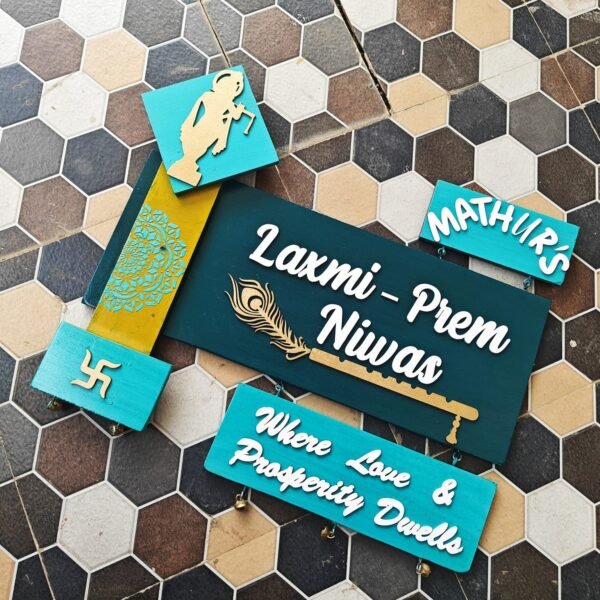 MATHUR'S
Laxmi - Prem
Niwas
Where Love &
Prosperity Dwells